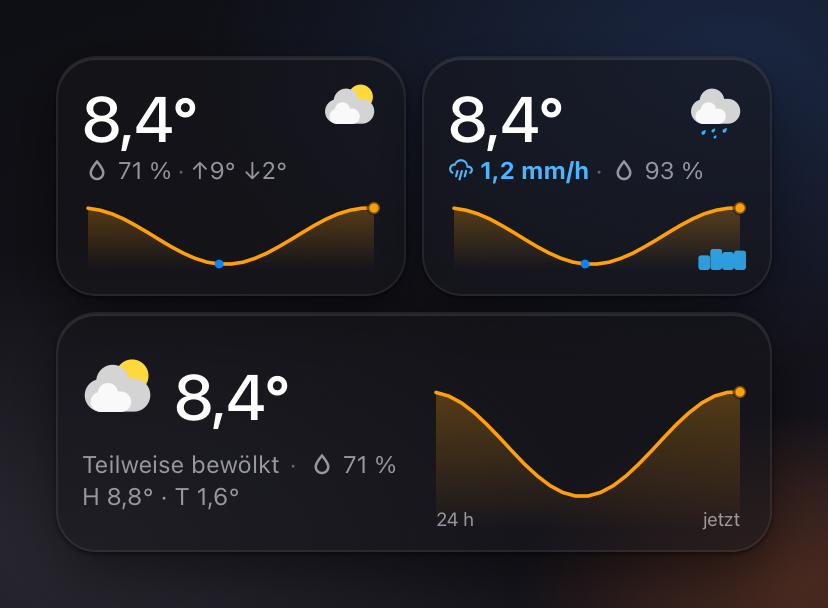 8,4°
71 % · ↑9° ↓2°
8,4°
1,2 mm/h · 93 %
8,4°
Teilweise bewölkt · 71 %
H 8,8° · T 1,6°
24 h
jetzt